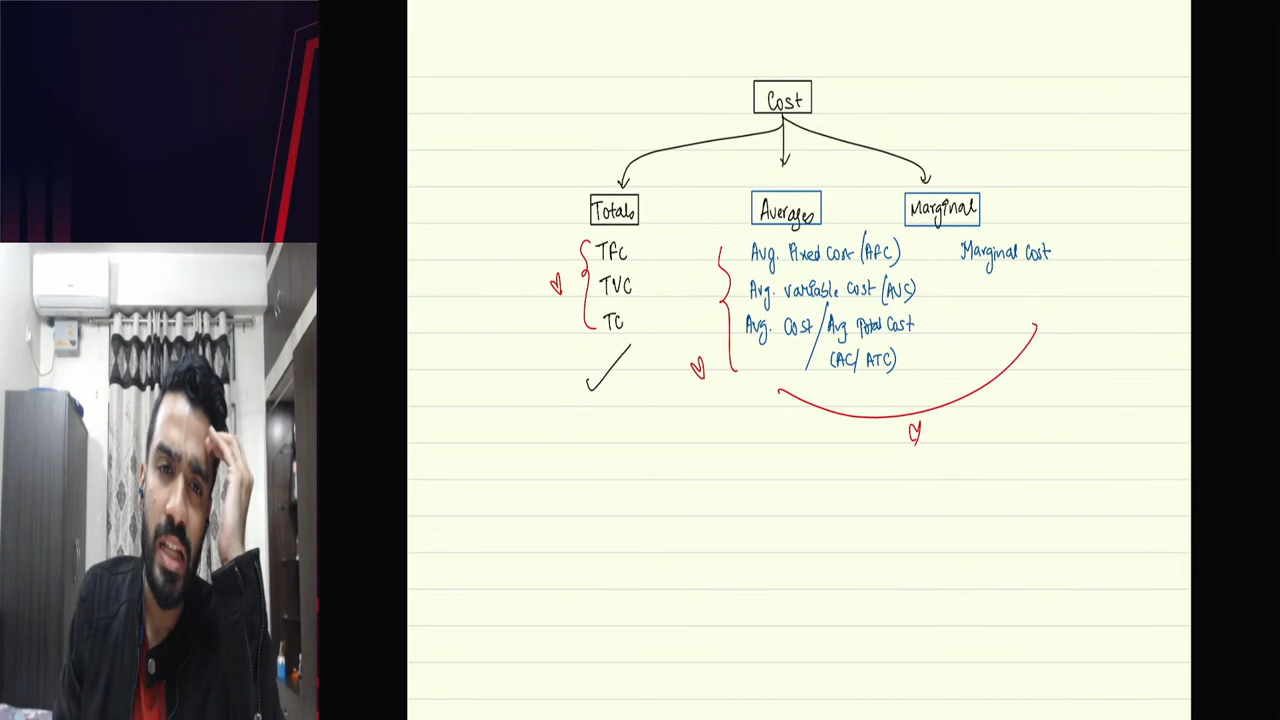 Cost
Totals
Averages
Marginal
TFC
TVC
TC
Avg. Fixed Cost (AFC)
Avg. Variable Cost (AVC)
Avg. Cost / Avg Total Cost
(AC/ ATC)
Marginal Cost